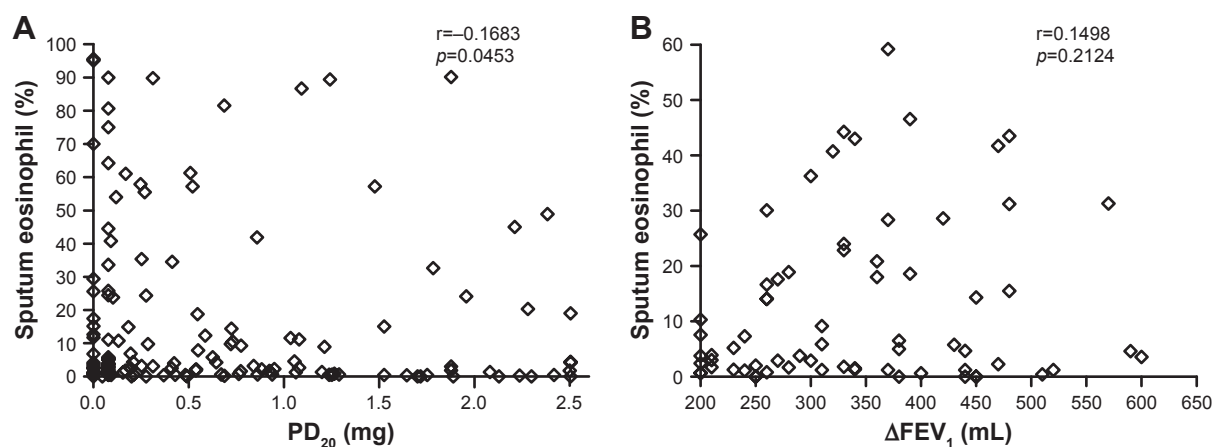 A
r=–0.1683
p=0.0453
Sputum eosinophil (%)
100
90
80
70
60
50
40
30
20
10
0
0.0 0.5 1.0 1.5 2.0 2.5
PD20 (mg)
B
r=0.1498
p=0.2124
Sputum eosinophil (%)
60
50
40
30
20
10
0
200 250 300 350 400 450 500 550 600 650
ΔFEV1 (mL)